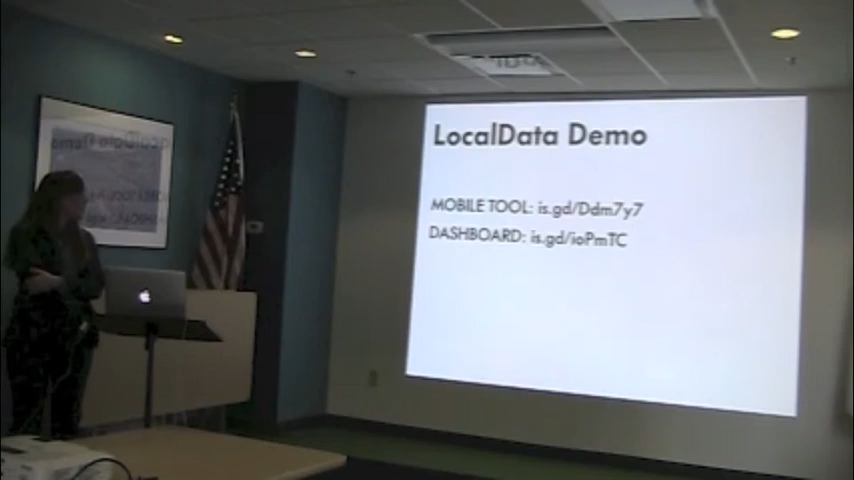 LocalData Demo
MOBILE TOOL: is.gd/Ddm7y7
DASHBOARD: is.gd/ioPmTC